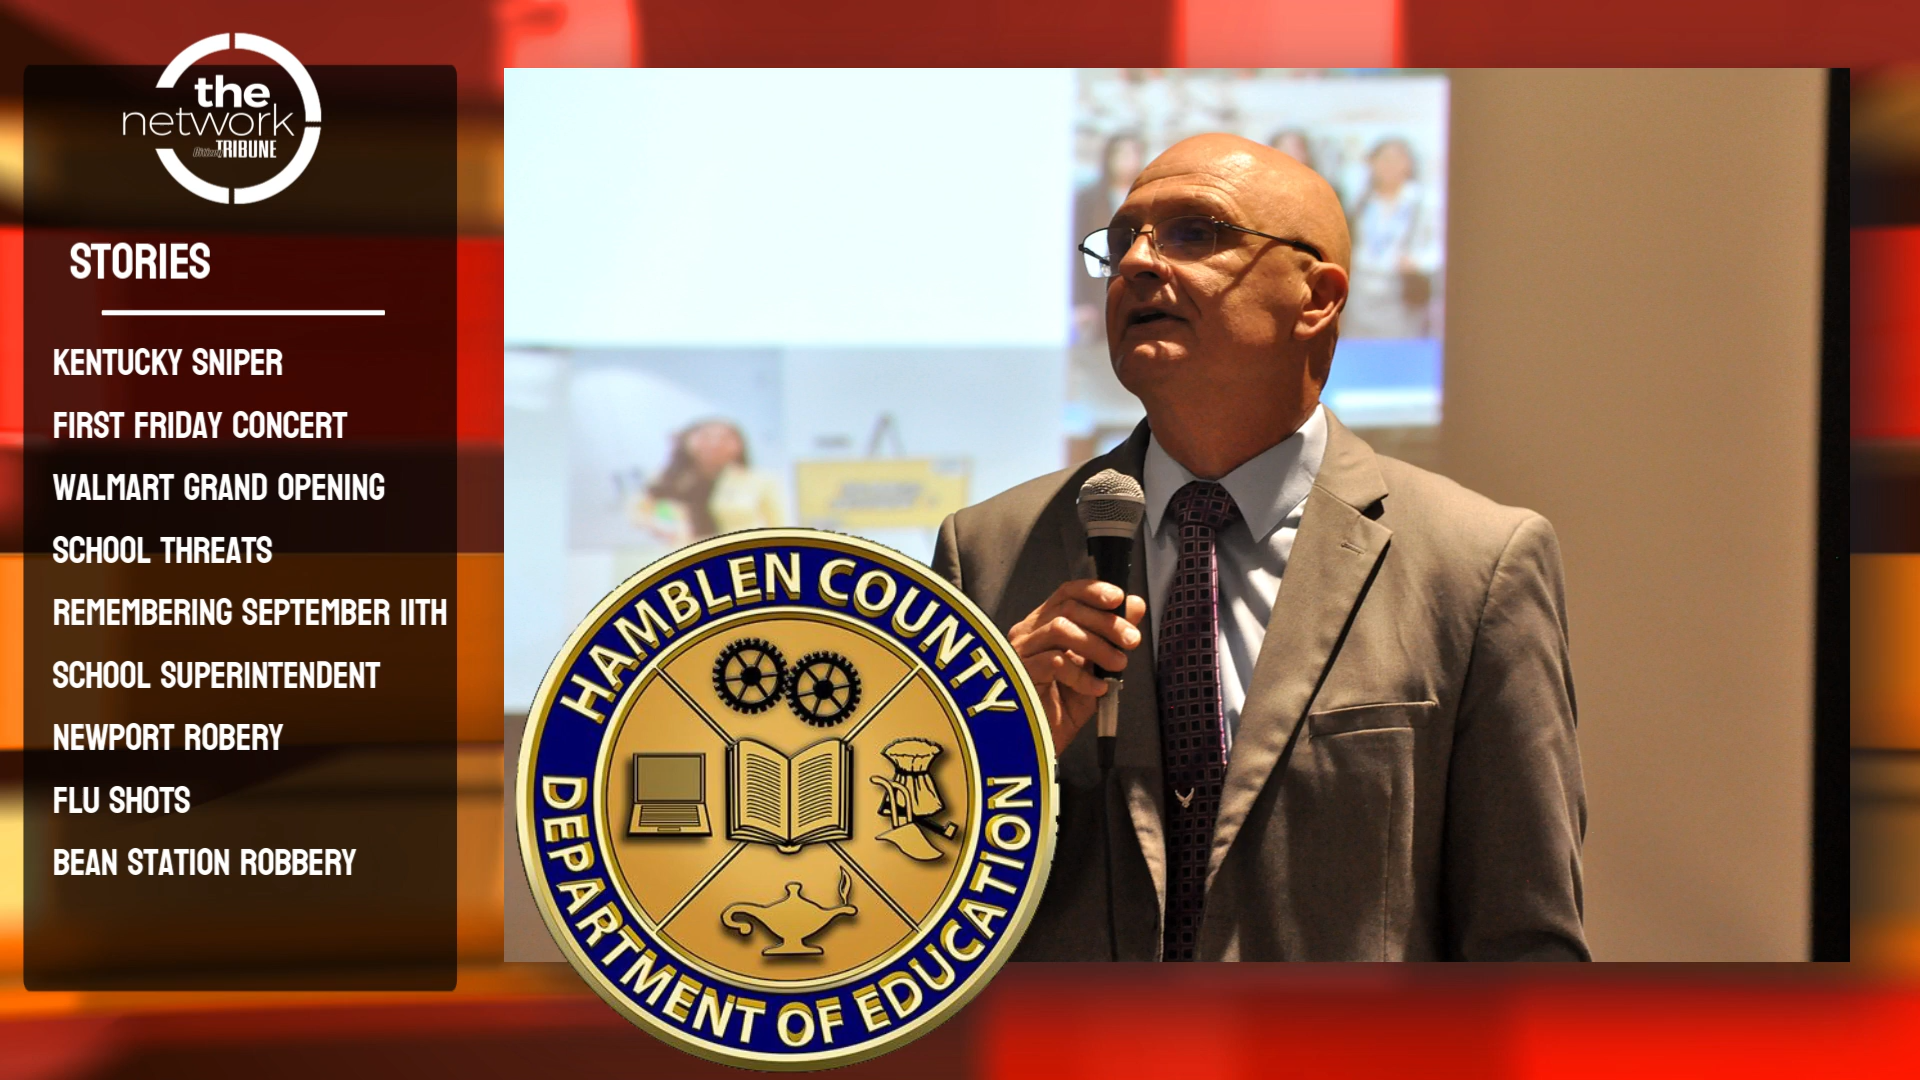 the
network
TRIBUNE
STORIES
KENTUCKY SNIPER
FIRST FRIDAY CONCERT
WALMART GRAND OPENING
SCHOOL THREATS
REMEMBERING SEPTEMBER 11TH
SCHOOL SUPERINTENDENT
NEWPORT ROBERY
FLU SHOTS
BEAN STATION ROBBERY
HAMBLEN COUNTY
DEPARTMENT OF EDUCATION